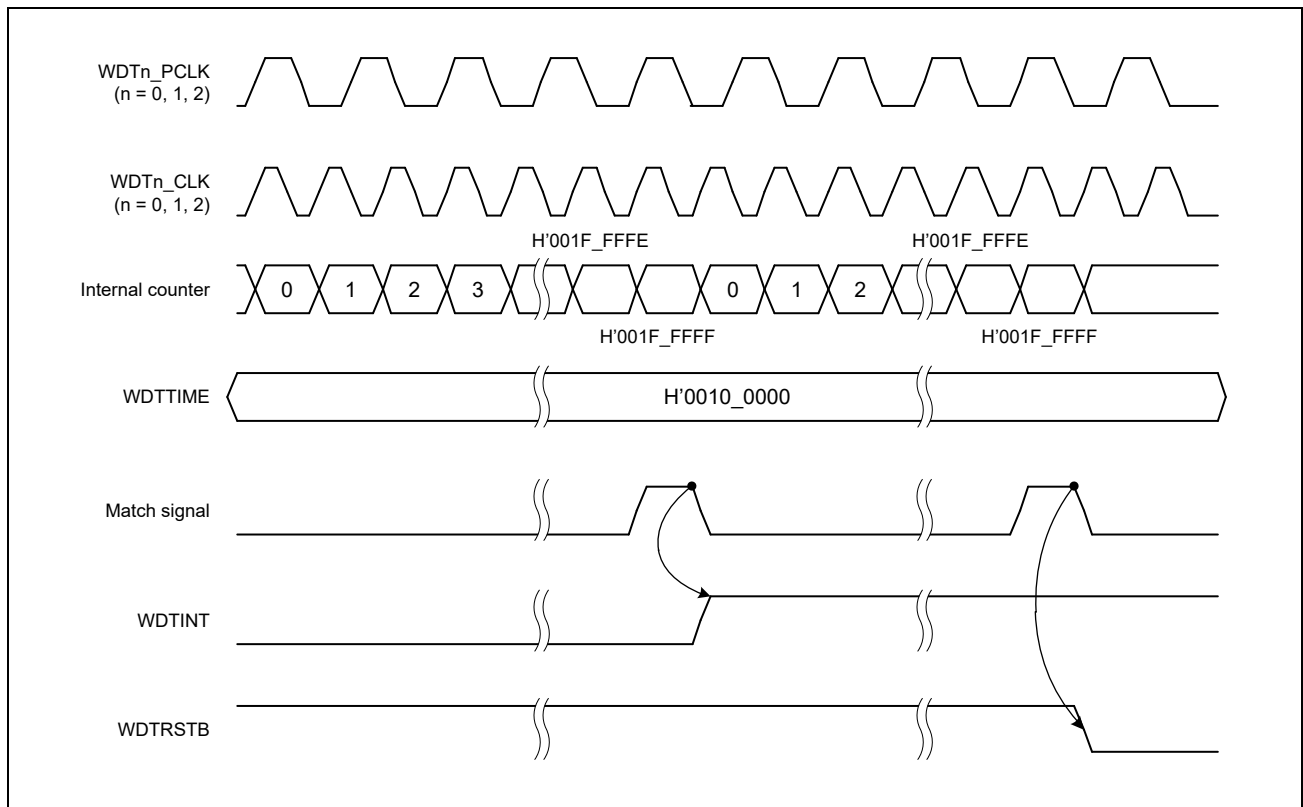 WDTn_PCLK
(n = 0, 1, 2)
WDTn_CLK
(n = 0, 1, 2)
H'001F_FFFE
H'001F_FFFE
Internal counter
0
1
2
3
0
1
2
H'001F_FFFF
H'001F_FFFF
WDTTIME
H'0010_0000
Match signal
WDTINT
WDTRSTB